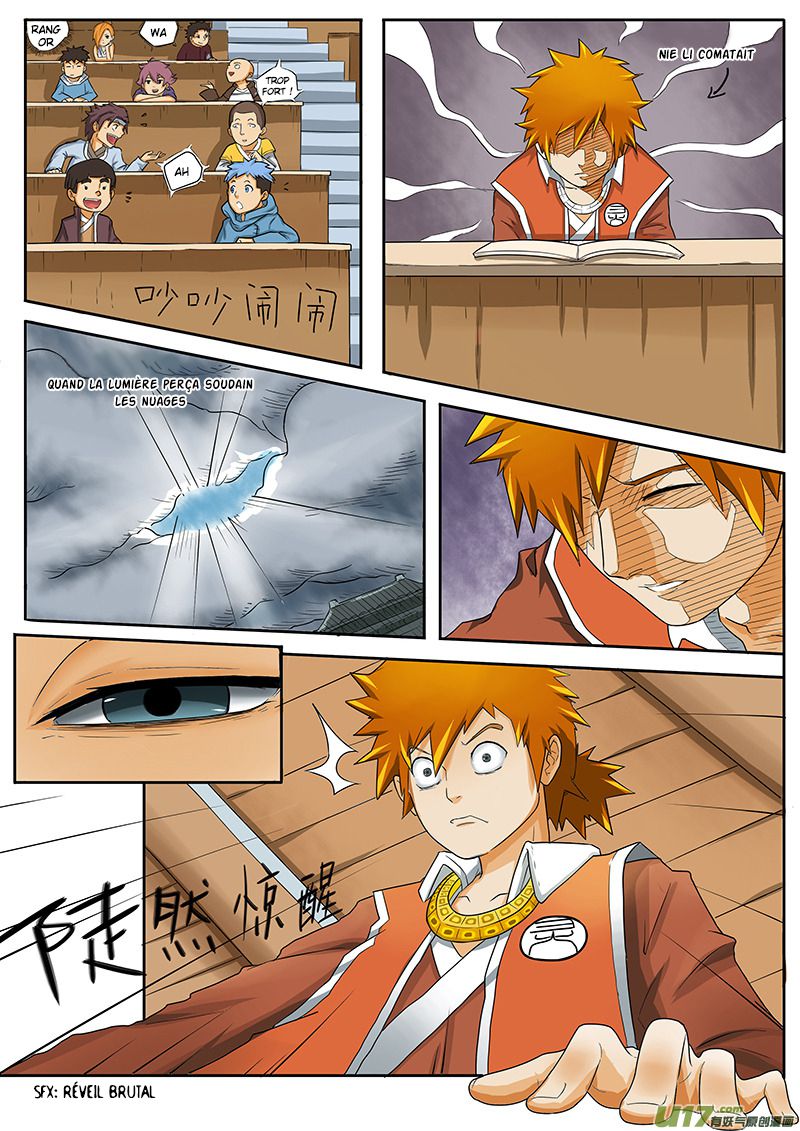 RANG
OR
WA
TROP
FORT !
AH
吵吵闹闹
NIE LI COMATAIT
QUAND LA LUMIÈRE PERÇA SOUDAIN
LES NUAGES
陡然惊醒
SFX: RÉVEIL BRUTAL
U17.COM
有妖气原创漫画